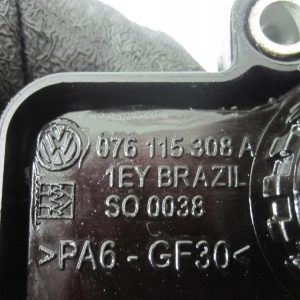 076 115 308 A
1EY BRAZIL
SO 0038
>PA6 - GF30<